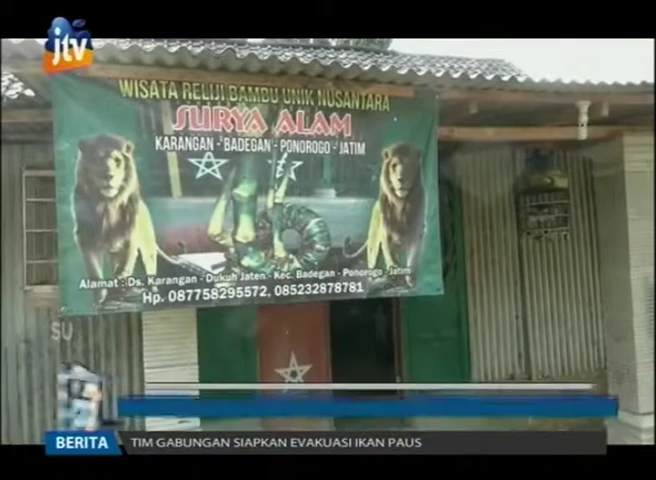 jtv
WISATA RELIJI BAMBU UNIK NUSANTARA
SURYA ALAM
KARANGAN - BADEGAN - PONOROGO - JATIM
Alamat : Ds. Karangan - Dukuh Jaten - Kec. Badegan - Ponorogo - Jatim
Hp. 087758295572, 085232878781
SU
BERITA
TIM GABUNGAN SIAPKAN EVAKUASI IKAN PAUS